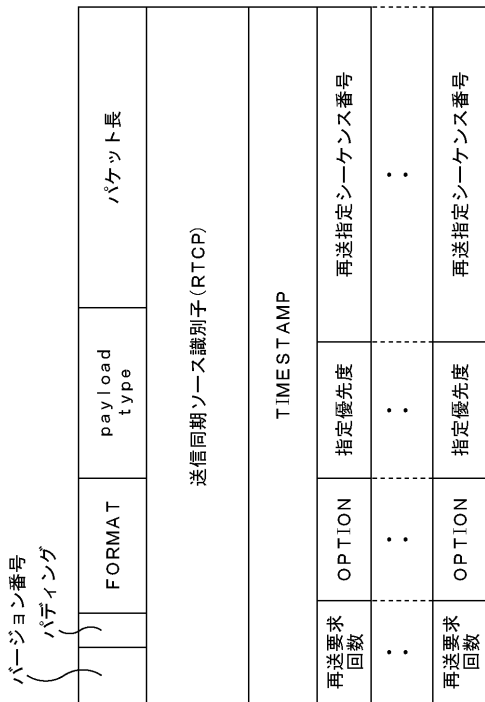 バージョン番号
パディング
FORMAT
payload
type
パケット長
送信同期ソース識別子(RTCP)
TIMESTAMP
再送要求
回数
OPTION
指定優先度
再送指定シーケンス番号
:
:
:
:
再送要求
回数
OPTION
指定優先度
再送指定シーケンス番号